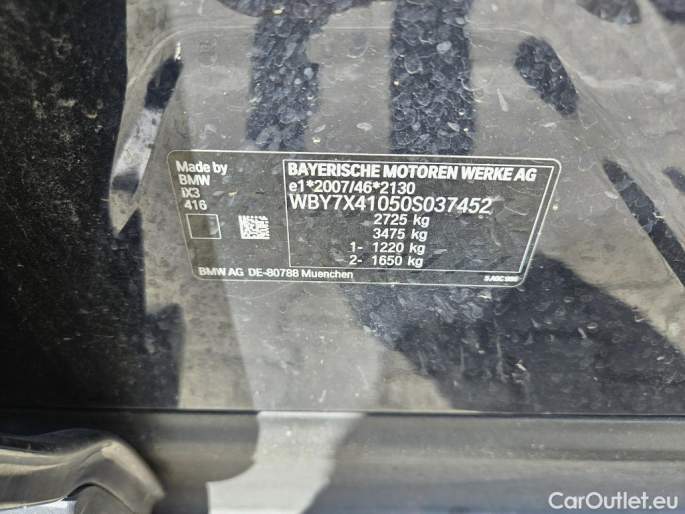 Made by
BMW
iX3
416
BAYERISCHE MOTOREN WERKE AG
e1*2007/46*2130
WBY7X41050S037452
2725 kg
3475 kg
1- 1220 kg
2- 1650 kg
BMW AG DE-80788 Muenchen
CarOutlet.eu